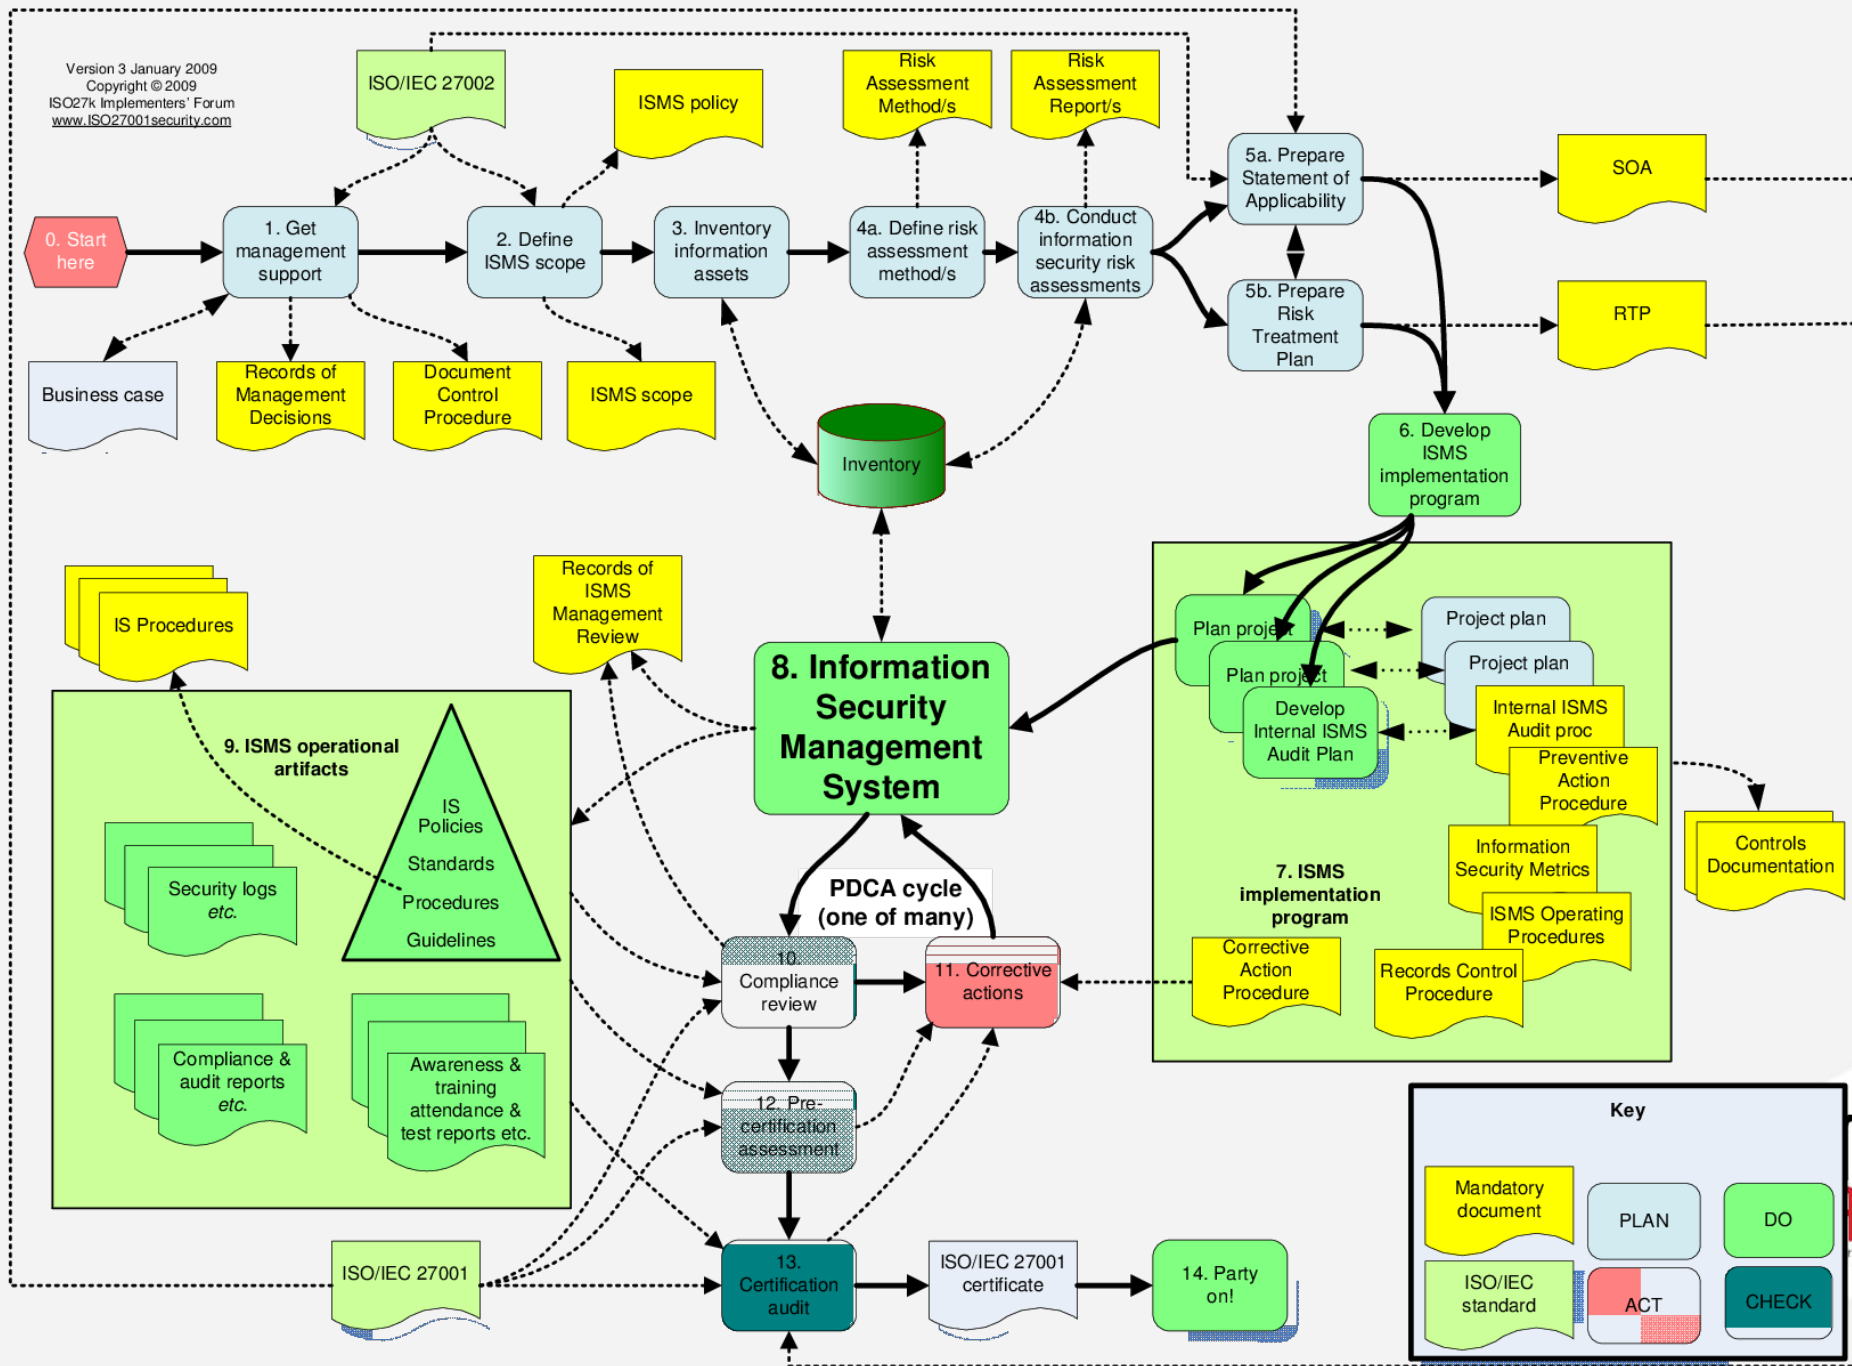 Version 3 January 2009
Copyright © 2009
ISO27k Implementers' Forum
www.ISO27001security.com
ISO/IEC 27002
ISMS policy
Risk
Assessment
Method/s
Risk
Assessment
Report/s
0. Start
here
1. Get
management
support
2. Define
ISMS scope
3. Inventory
information
assets
4a. Define risk
assessment
method/s
4b. Conduct
information
security risk
assessments
5a. Prepare
Statement of
Applicability
SOA
5b. Prepare
Risk
Treatment
Plan
RTP
Business case
Records of
Management
Decisions
Document
Control
Procedure
ISMS scope
Inventory
6. Develop
ISMS
implementation
program
IS Procedures
Records of
ISMS
Management
Review
8. Information
Security
Management
System
Plan project
Plan project
Develop
Internal ISMS
Audit Plan
Project plan
Project plan
Internal ISMS
Audit proc
Preventive
Action
Procedure
Information
Security Metrics
ISMS Operating
Procedures
Records Control
Procedure
Corrective
Action
Procedure
7. ISMS
implementation
program
Controls
Documentation
9. ISMS operational
artifacts
IS
Policies
Standards
Procedures
Guidelines
Security logs
etc.
Compliance &
audit reports
etc.
Awareness &
training
attendance &
test reports etc.
PDCA cycle
(one of many)
10.
Compliance
review
11. Corrective
actions
12. Pre-
certification
assessment
13.
Certification
audit
ISO/IEC 27001
ISO/IEC 27001
certificate
14. Party
on!
Key
Mandatory
document
PLAN
DO
ISO/IEC
standard
ACT
CHECK